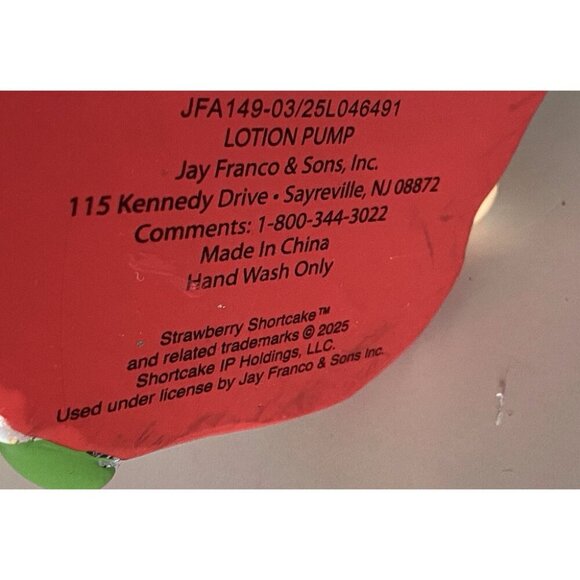 JFA149-03/25L046491
LOTION PUMP
Jay Franco & Sons, Inc.
115 Kennedy Drive • Sayreville, NJ 08872
Comments: 1-800-344-3022
Made In China
Hand Wash Only
Strawberry Shortcake™
and related trademarks © 2025
Shortcake IP Holdings, LLC.
Used under license by Jay Franco & Sons Inc.